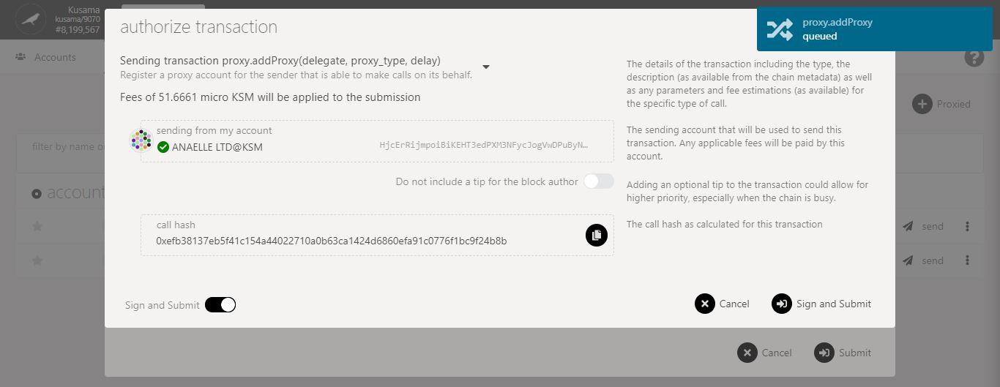 Kusama
kusama/9070
#8,199,567
authorize transaction
proxy.addProxy
queued
Accounts
?
Sending transaction proxy.addProxy(delegate, proxy_type, delay)
Register a proxy account for the sender that is able to make calls on its behalf.
Fees of 51.6661 micro KSM will be applied to the submission
The details of the transaction including the type, the
description (as available from the chain metadata) as well
as any parameters and fee estimations (as available) for
the specific type of call.
Proxied
filter by name or
sending from my account
ANAELLE LTD@KSM
HjcErRijmpoiBiKEHT3edPXM3NFycJogVwDPuByN…
The sending account that will be used to send this
transaction. Any applicable fees will be paid by this
account.
Do not include a tip for the block author
Adding an optional tip to the transaction could allow for
higher priority, especially when the chain is busy.
account
call hash
0xefb38137eb5f41c154a44022710a0b63ca1424d6860efa91c0776f1bc9f24b8b
The call hash as calculated for this transaction
send
send
Sign and Submit
Cancel
Sign and Submit
Cancel
Submit